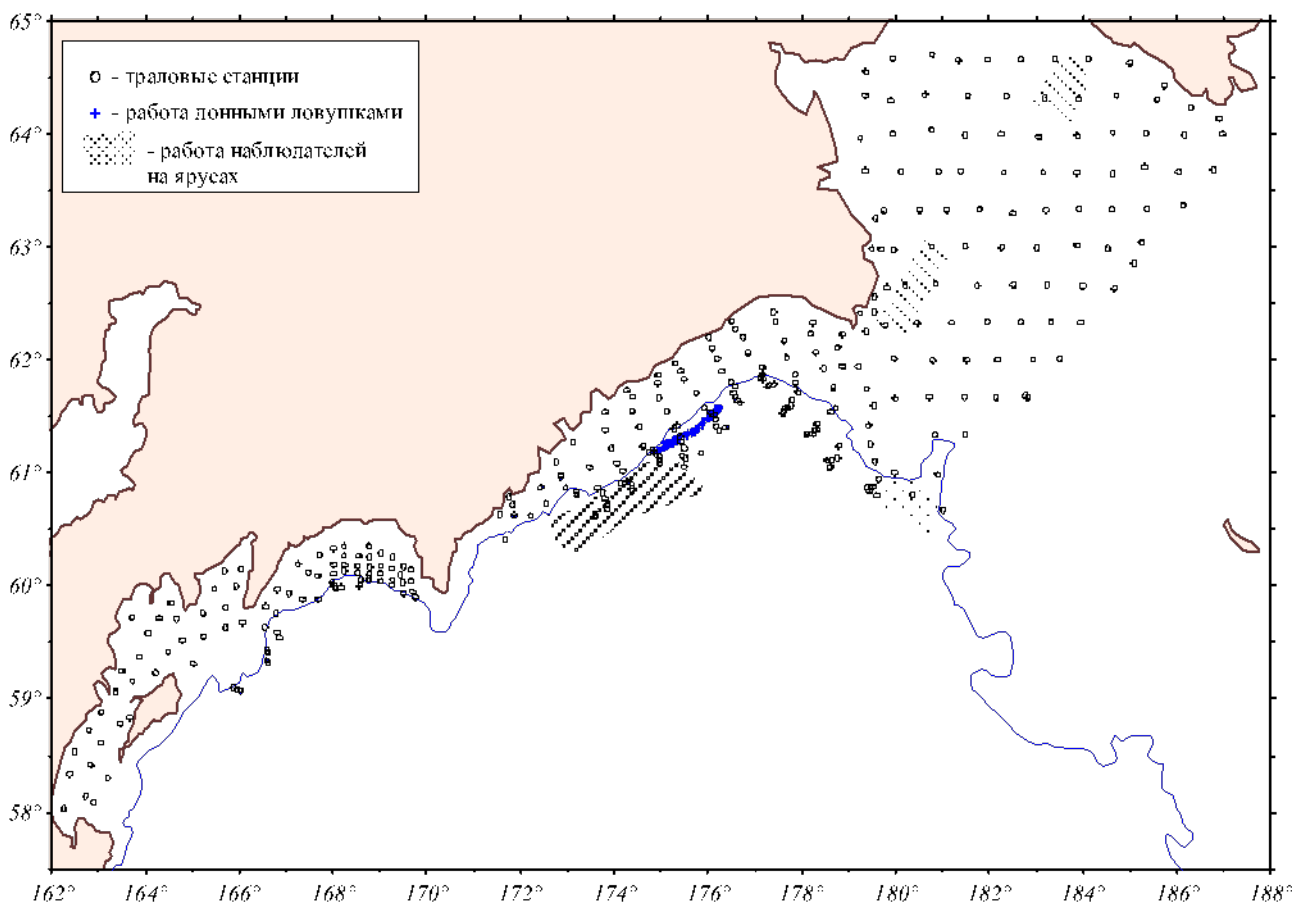 65°
64°
63°
62°
61°
60°
59°
58°
- траловые станции
- работа донными ловушками
- работа наблюдателей
на ярусах
162° 164° 166° 168° 170° 172° 174° 176° 178° 180° 182° 184° 186° 188°